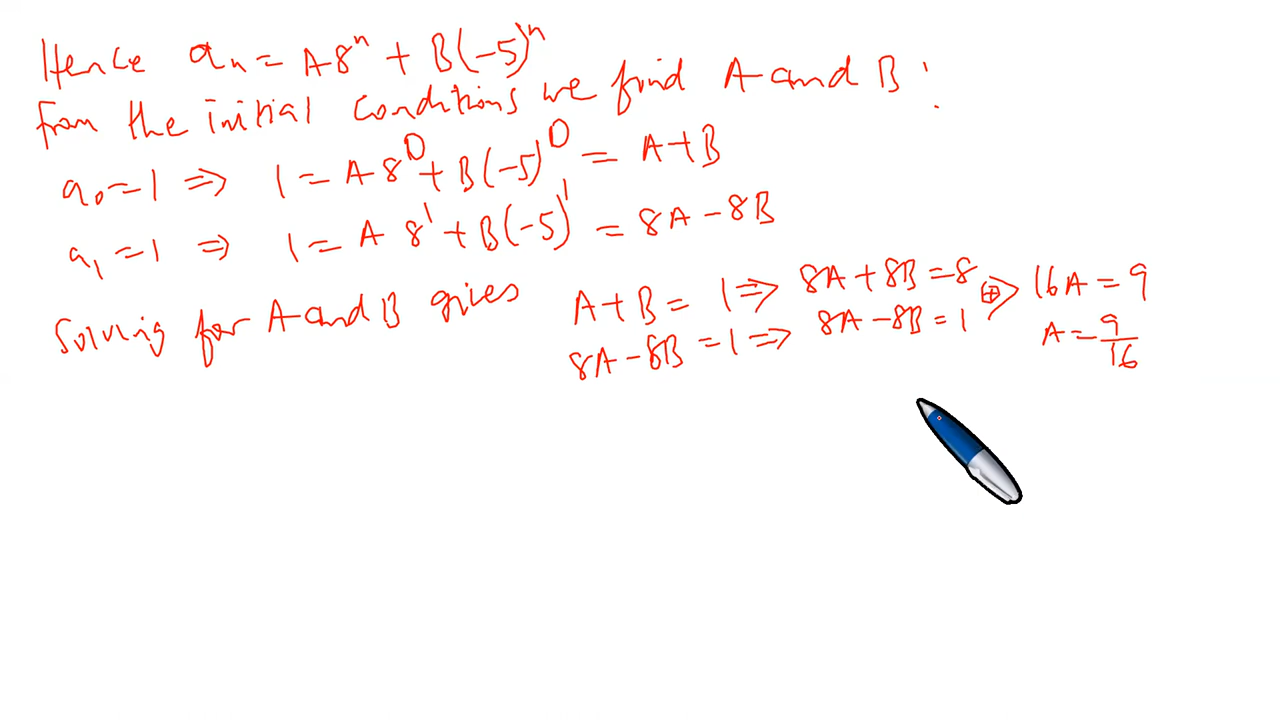 Hence aₙ = A8ⁿ + B(-5)ⁿ
From the initial conditions we find A and B :
a₀ = 1 ⇒ 1 = A 8⁰ + B(-5)⁰ = A + B
a₁ = 1 ⇒ 1 = A 8¹ + B(-5)¹ = 8A - 8B
Solving for A and B gives A + B = 1 ⇒ 8A + 8B = 8 ⊕⇒ 16A = 9
8A - 8B = 1 ⇒ 8A - 8B = 1 A = 9/16